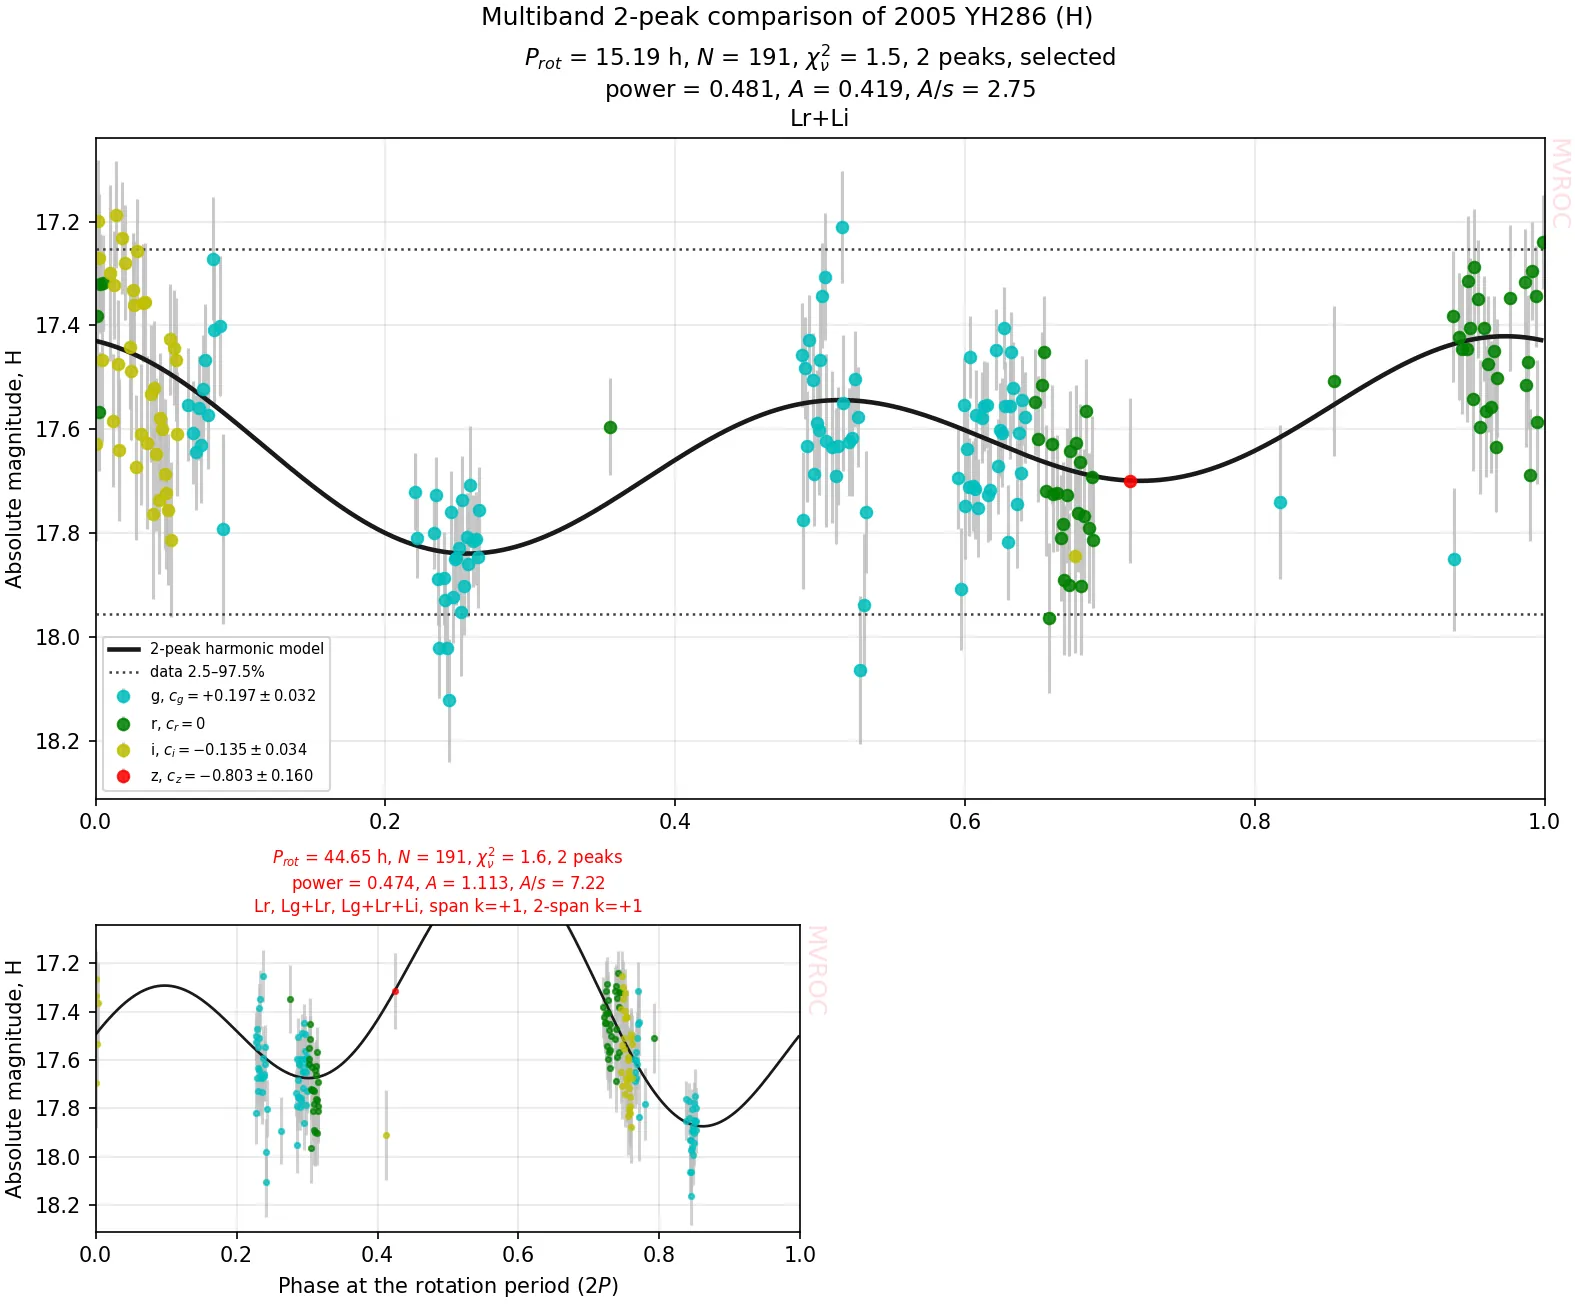 Multiband 2-peak comparison of 2005 YH286 (H)
P_rot = 15.19 h, N = 191, χ²_ν = 1.5, 2 peaks, selected
power = 0.481, A = 0.419, A/s = 2.75
Lr+Li
MVROC
Absolute magnitude, H
17.2
17.4
17.6
17.8
18.0
18.2
2-peak harmonic model
data 2.5–97.5%
g, c_g = +0.197 ± 0.032
r, c_r = 0
i, c_i = −0.135 ± 0.034
z, c_z = −0.803 ± 0.160
0.0 0.2 0.4 0.6 0.8 1.0
P_rot = 44.65 h, N = 191, χ²_ν = 1.6, 2 peaks
power = 0.474, A = 1.113, A/s = 7.22
Lr, Lg+Lr, Lg+Lr+Li, span k=+1, 2-span k=+1
MVROC
Absolute magnitude, H
17.2
17.4
17.6
17.8
18.0
18.2
0.0 0.2 0.4 0.6 0.8 1.0
Phase at the rotation period (2P)